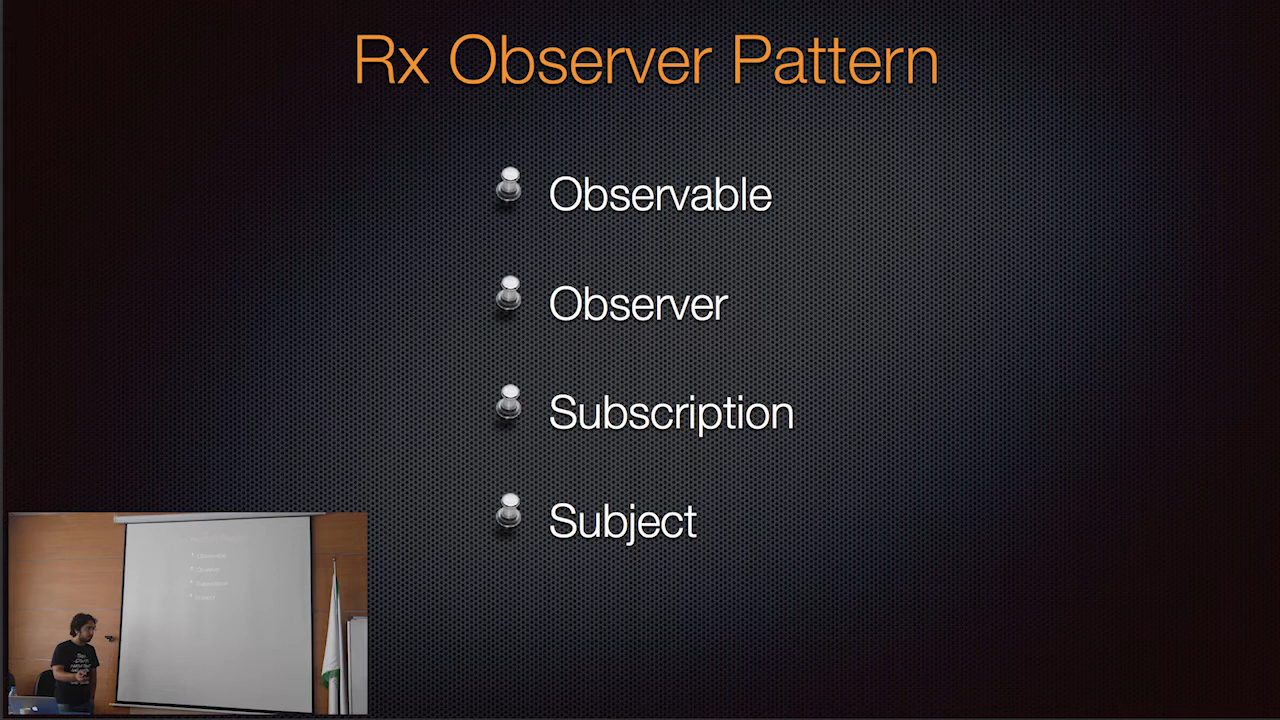 Rx Observer Pattern
Observable
Observer
Subscription
Subject